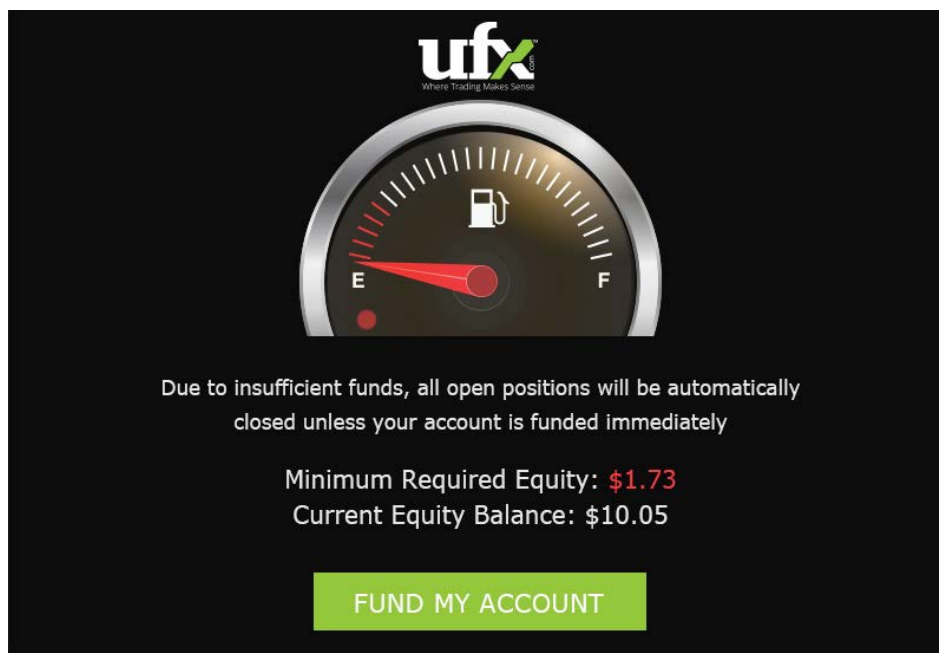 ufx
.com
Where Trading Makes Sense
E
F
Due to insufficient funds, all open positions will be automatically
closed unless your account is funded immediately
Minimum Required Equity: $1.73
Current Equity Balance: $10.05
FUND MY ACCOUNT